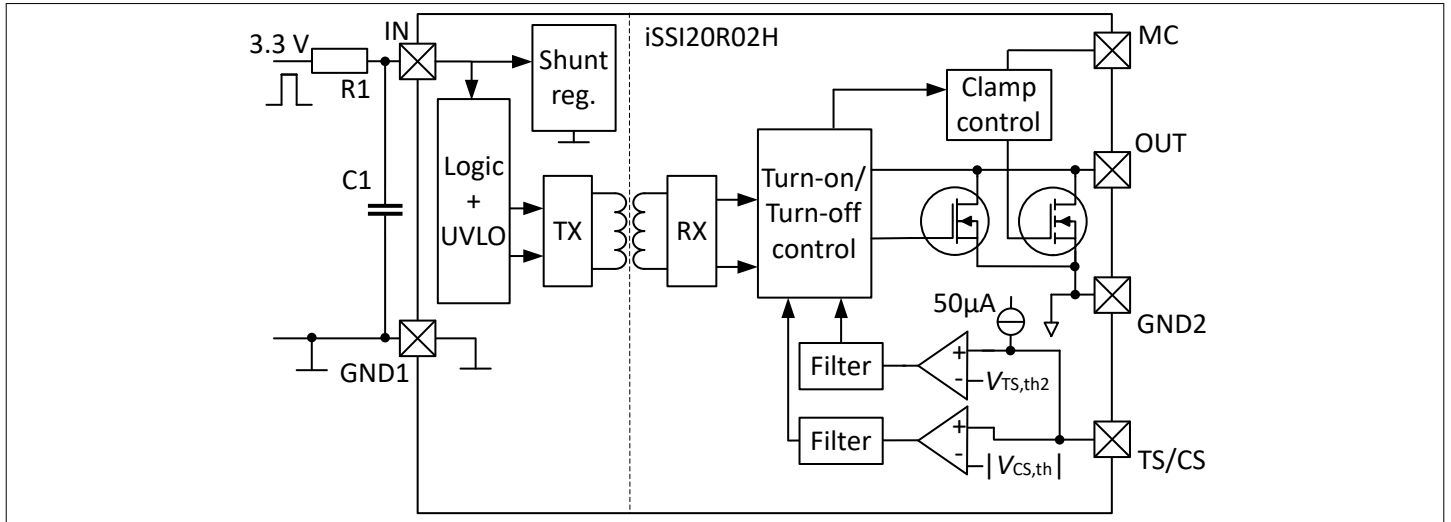 IN
3.3 V
R1
C1
GND1
Shunt
reg.
Logic
+
UVLO
TX
iSSI20R02H
RX
Turn-on/
Turn-off
control
Clamp
control
MC
OUT
GND2
50µA
Filter
+
-
VTS,th2
Filter
+
-
|VCS,th|
TS/CS